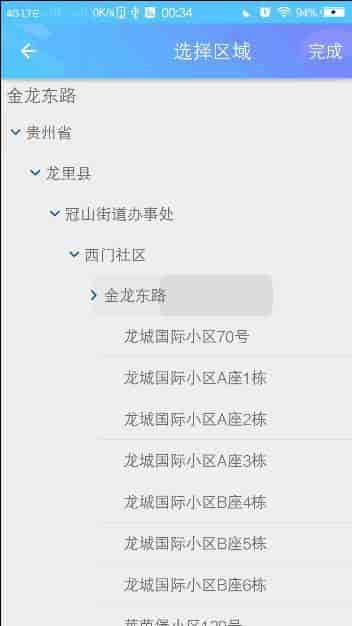 4G LTE 0K/s 00:34 94%
选择区域 完成
金龙东路
贵州省
龙里县
冠山街道办事处
西门社区
金龙东路
龙城国际小区70号
龙城国际小区A座1栋
龙城国际小区A座2栋
龙城国际小区A座3栋
龙城国际小区B座4栋
龙城国际小区B座5栋
龙城国际小区B座6栋